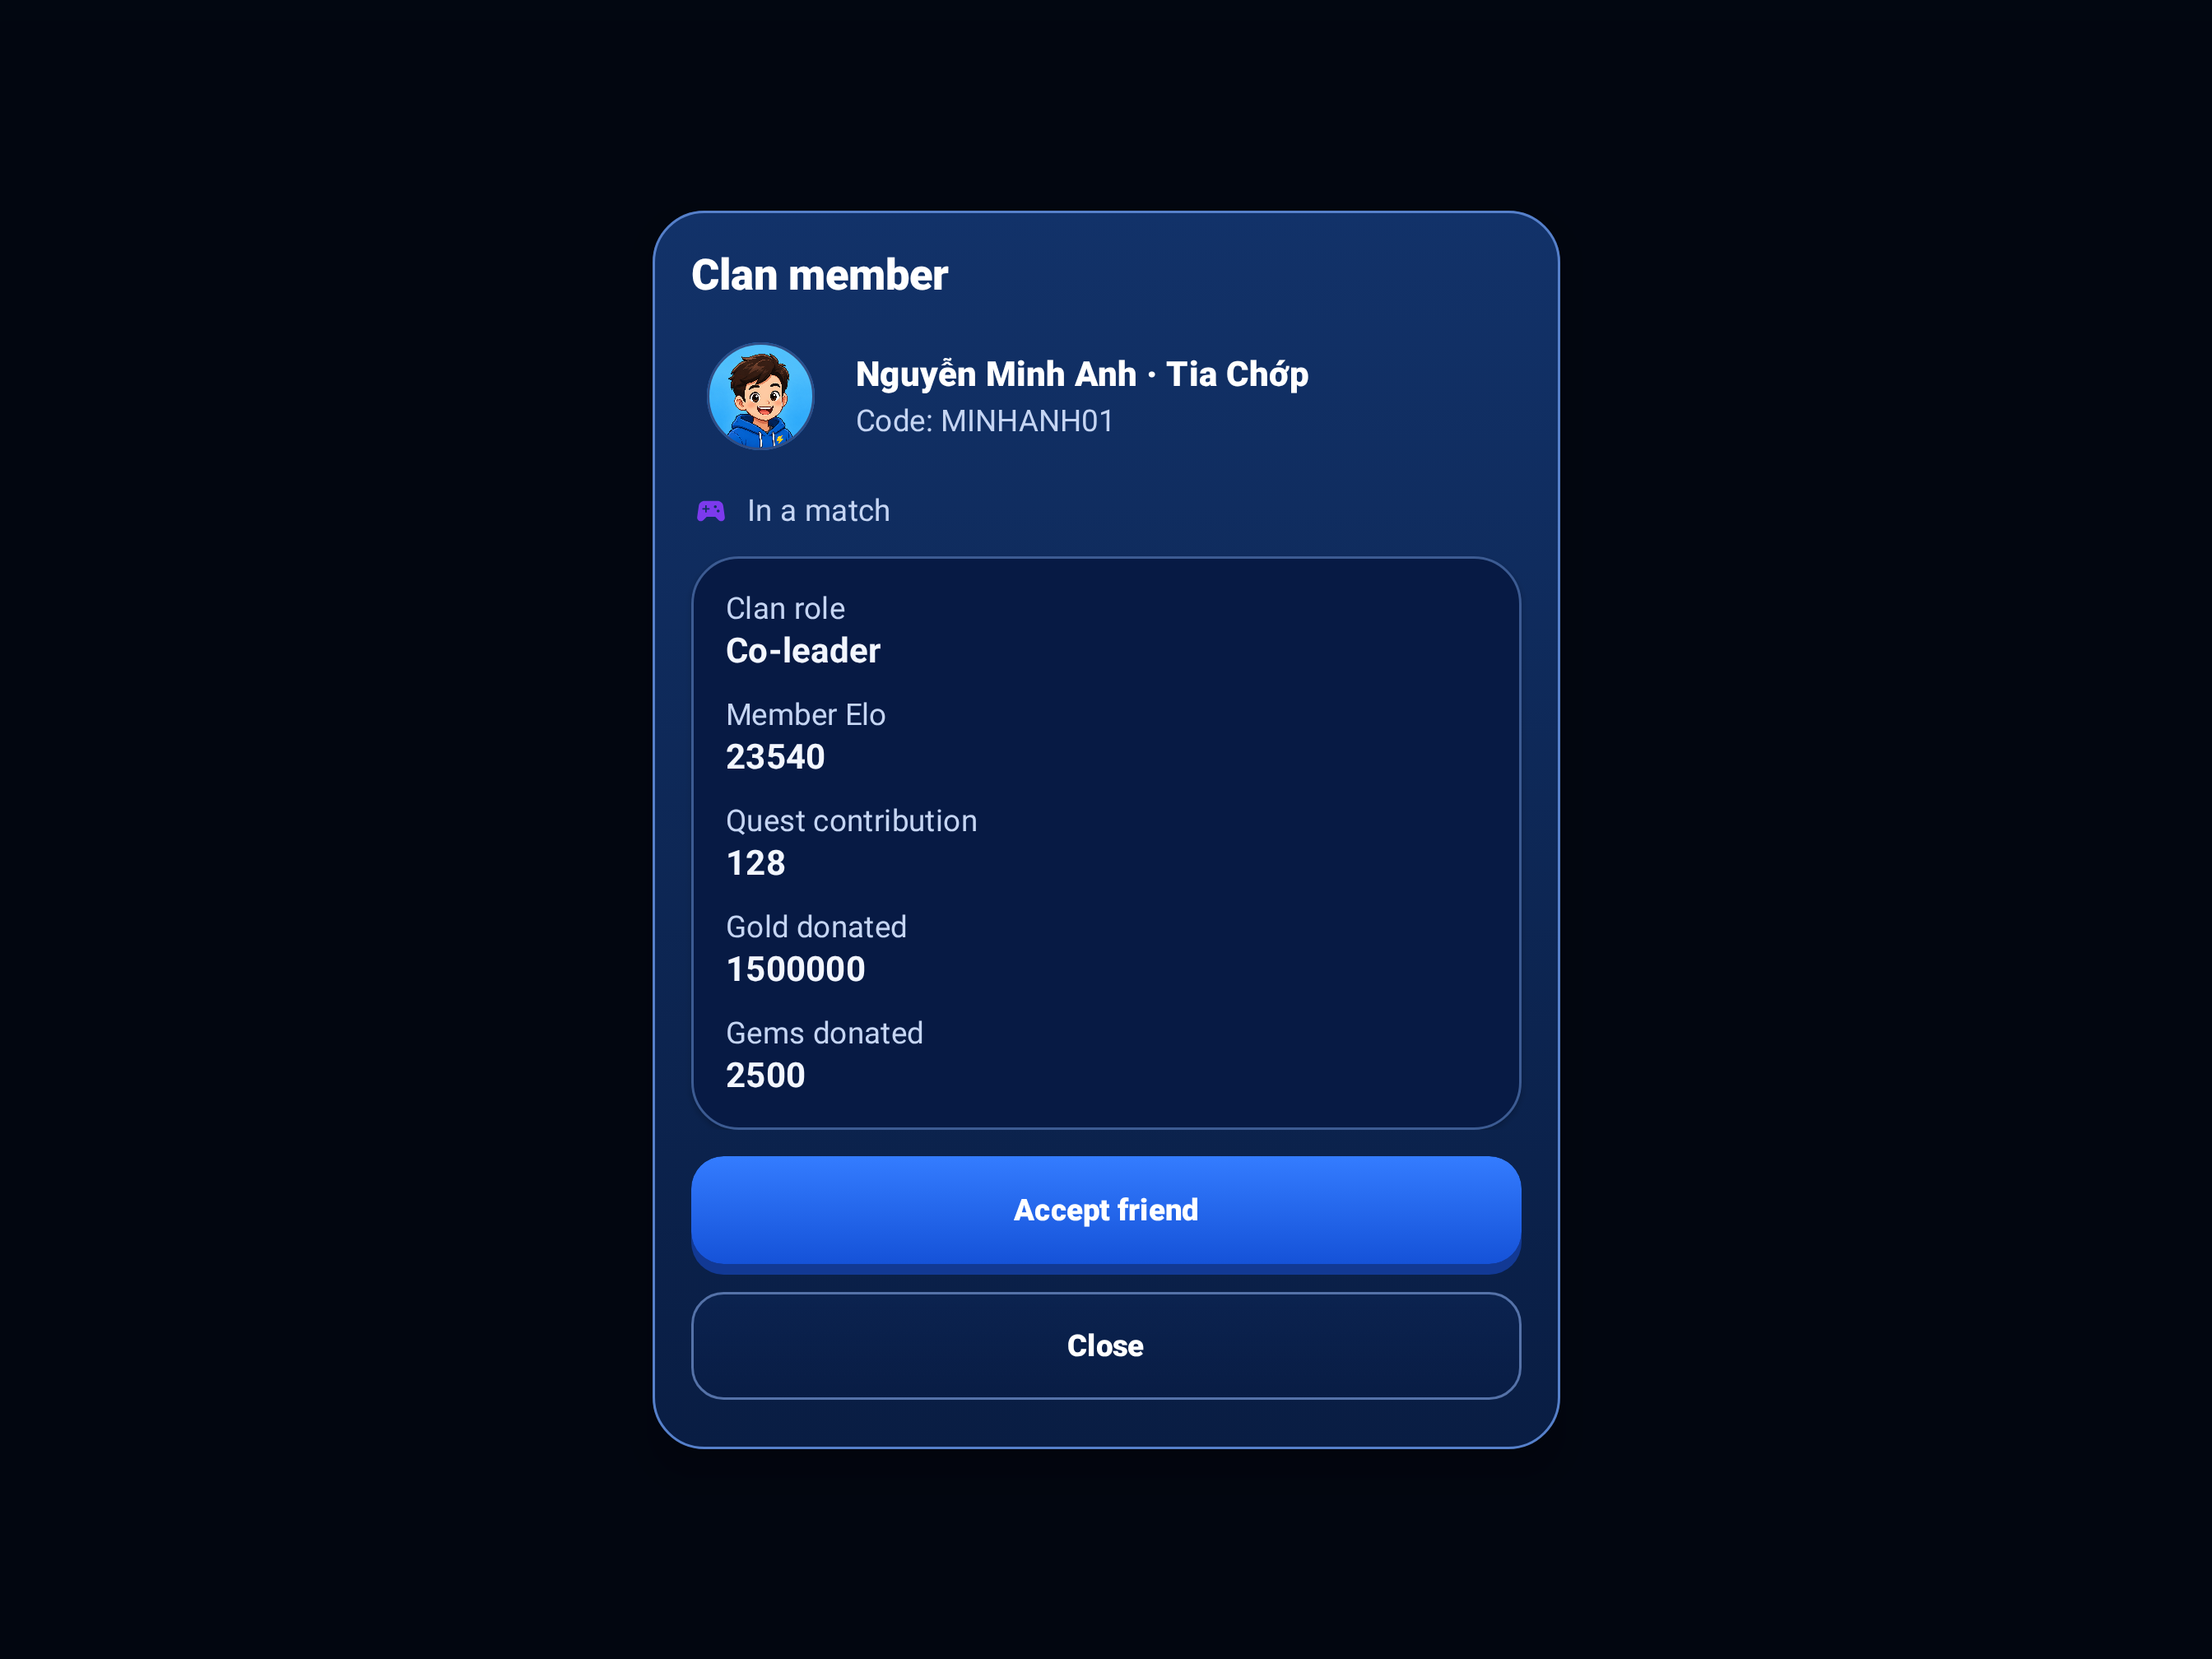 Clan member
Nguyễn Minh Anh · Tia Chớp
Code: MINHANH01
In a match
Clan role
Co-leader
Member Elo
23540
Quest contribution
128
Gold donated
1500000
Gems donated
2500
Accept friend
Close